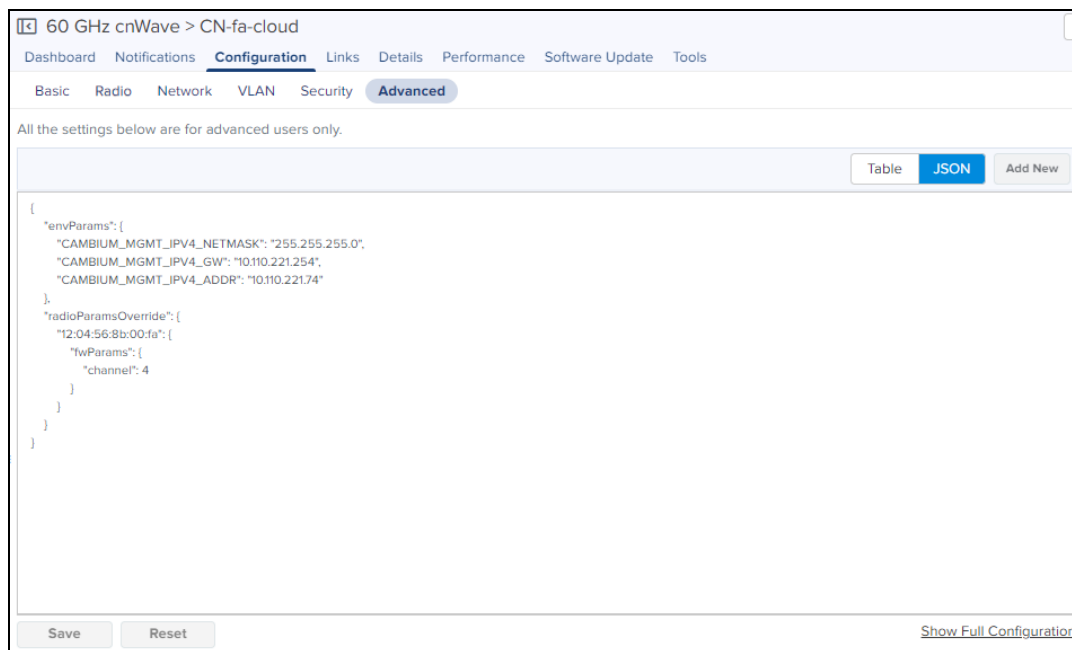 60 GHz cnWave > CN-fa-cloud
Dashboard Notifications Configuration Links Details Performance Software Update Tools
Basic Radio Network VLAN Security Advanced
All the settings below are for advanced users only.
Table JSON Add New
{
"envParams": {
"CAMBIUM_MGMT_IPV4_NETMASK": "255.255.255.0",
"CAMBIUM_MGMT_IPV4_GW": "10.110.221.254",
"CAMBIUM_MGMT_IPV4_ADDR": "10.110.221.74"
},
"radioParamsOverride": {
"12:04:56:8b:00:fa": {
"fwParams": {
"channel": 4
}
}
}
}
Save Reset Show Full Configuration